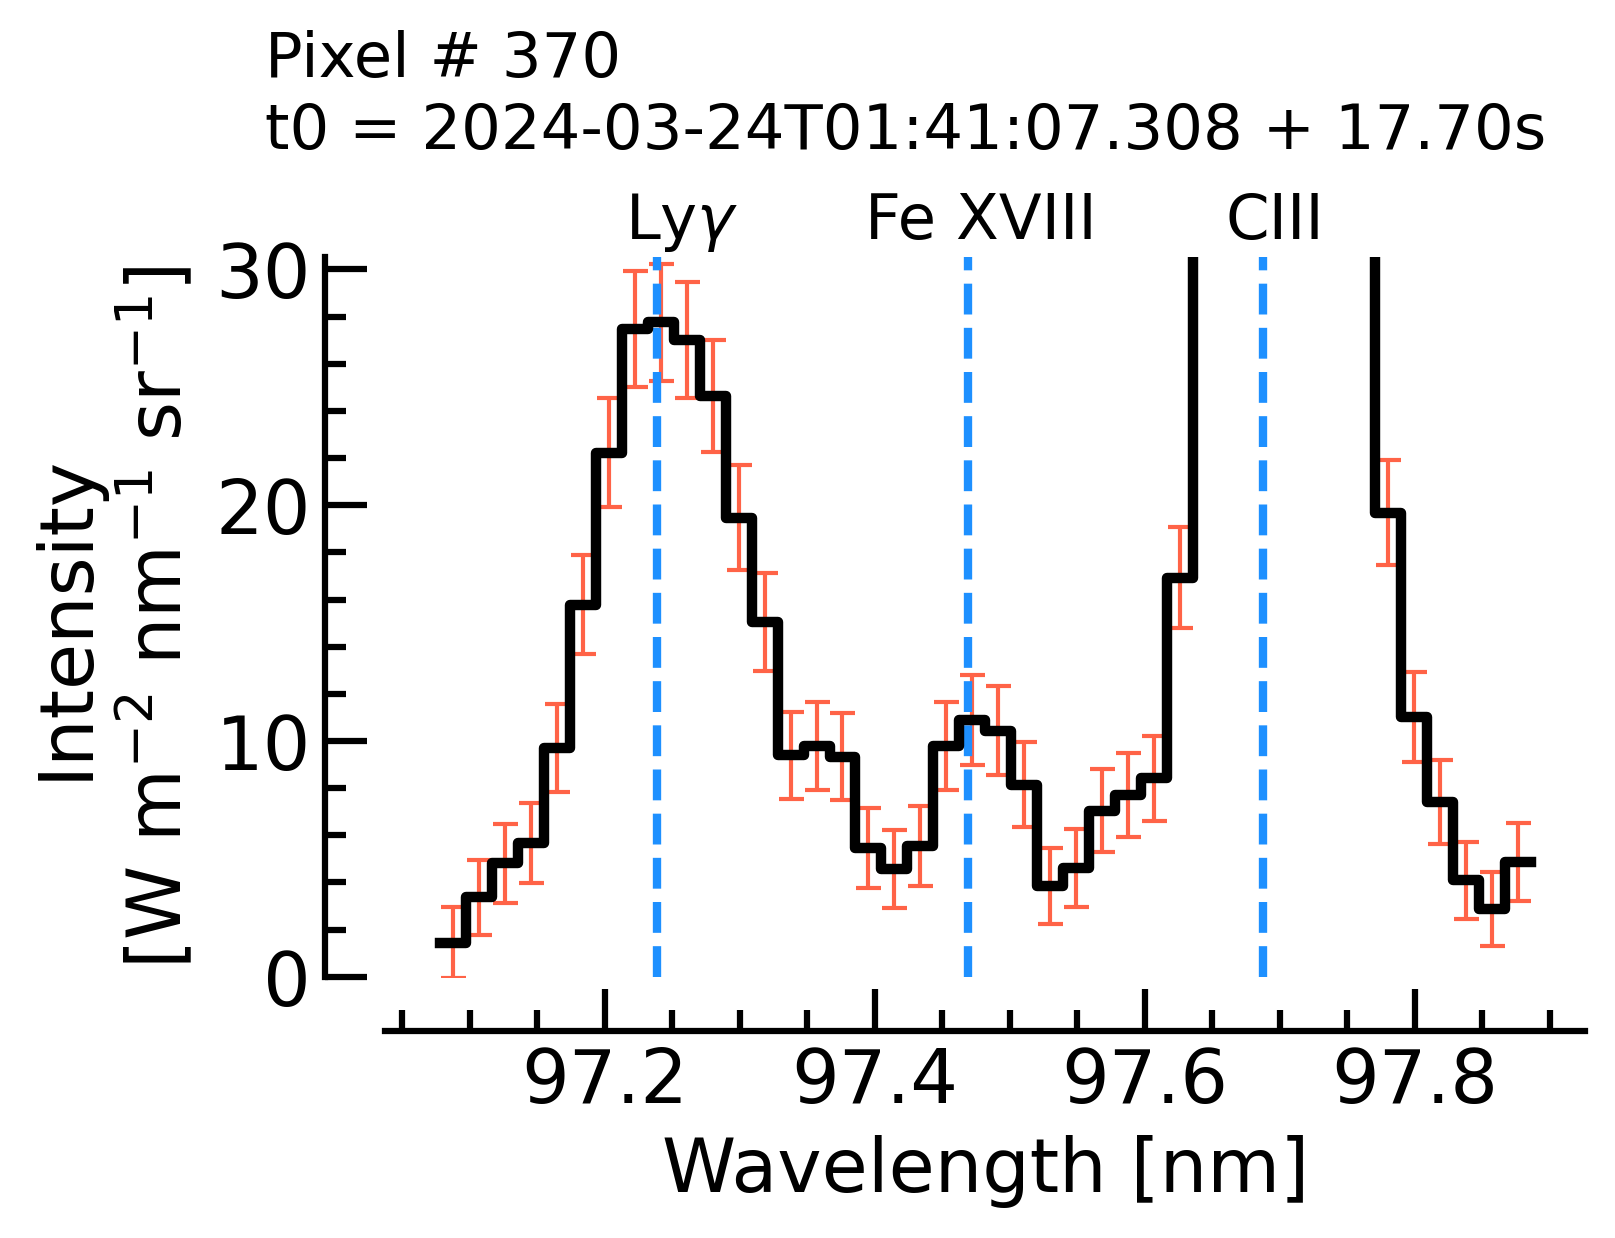 Pixel # 370
t0 = 2024-03-24T01:41:07.308 + 17.70s
Lyγ Fe XVIII CIII
Intensity
[W m⁻² nm⁻¹ sr⁻¹]
30
20
10
0
97.2 97.4 97.6 97.8
Wavelength [nm]